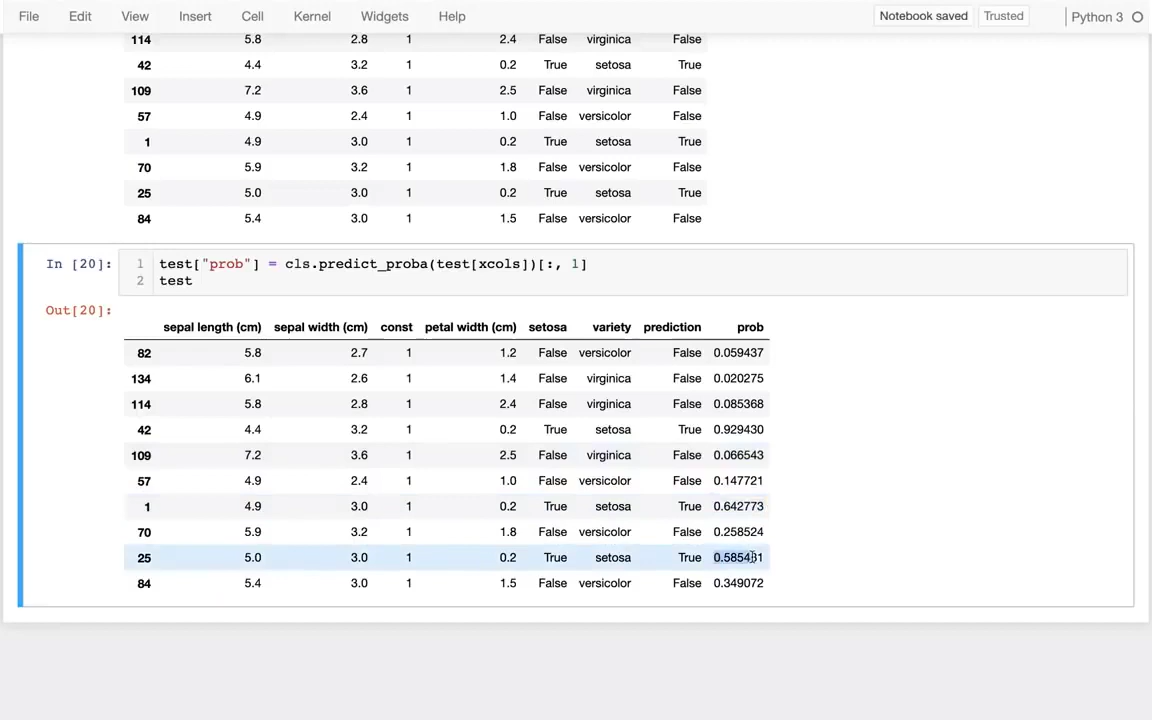 File Edit View Insert Cell Kernel Widgets Help Notebook saved Trusted Python 3
114 5.8 2.8 1 2.4 False virginica False
42 4.4 3.2 1 0.2 True setosa True
109 7.2 3.6 1 2.5 False virginica False
57 4.9 2.4 1 1.0 False versicolor False
1 4.9 3.0 1 0.2 True setosa True
70 5.9 3.2 1 1.8 False versicolor False
25 5.0 3.0 1 0.2 True setosa True
84 5.4 3.0 1 1.5 False versicolor False
In [20]: 1 test["prob"] = cls.predict_proba(test[xcols])[:, 1]
2 test
Out[20]:
sepal length (cm) sepal width (cm) const petal width (cm) setosa variety prediction prob
82 5.8 2.7 1 1.2 False versicolor False 0.059437
134 6.1 2.6 1 1.4 False virginica False 0.020275
114 5.8 2.8 1 2.4 False virginica False 0.085368
42 4.4 3.2 1 0.2 True setosa True 0.929430
109 7.2 3.6 1 2.5 False virginica False 0.066543
57 4.9 2.4 1 1.0 False versicolor False 0.147721
1 4.9 3.0 1 0.2 True setosa True 0.642773
70 5.9 3.2 1 1.8 False versicolor False 0.258524
25 5.0 3.0 1 0.2 True setosa True 0.585431
84 5.4 3.0 1 1.5 False versicolor False 0.349072